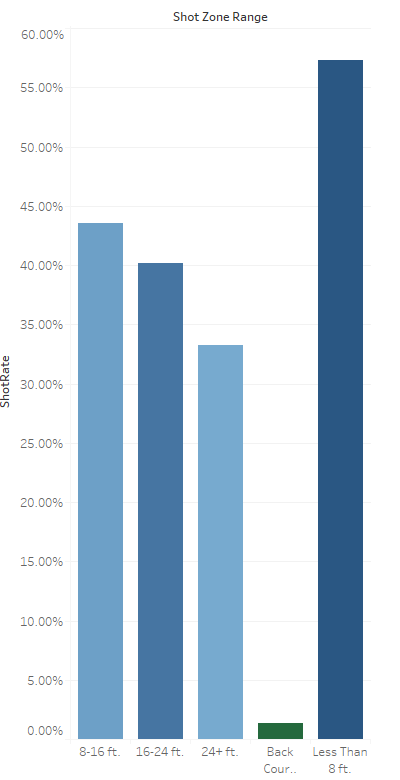 Shot Zone Range
60.00%
55.00%
50.00%
45.00%
40.00%
35.00%
30.00%
25.00%
20.00%
15.00%
10.00%
5.00%
0.00%
ShotRate
8-16 ft.
16-24 ft.
24+ ft.
Back
Cour..
Less Than
8 ft.